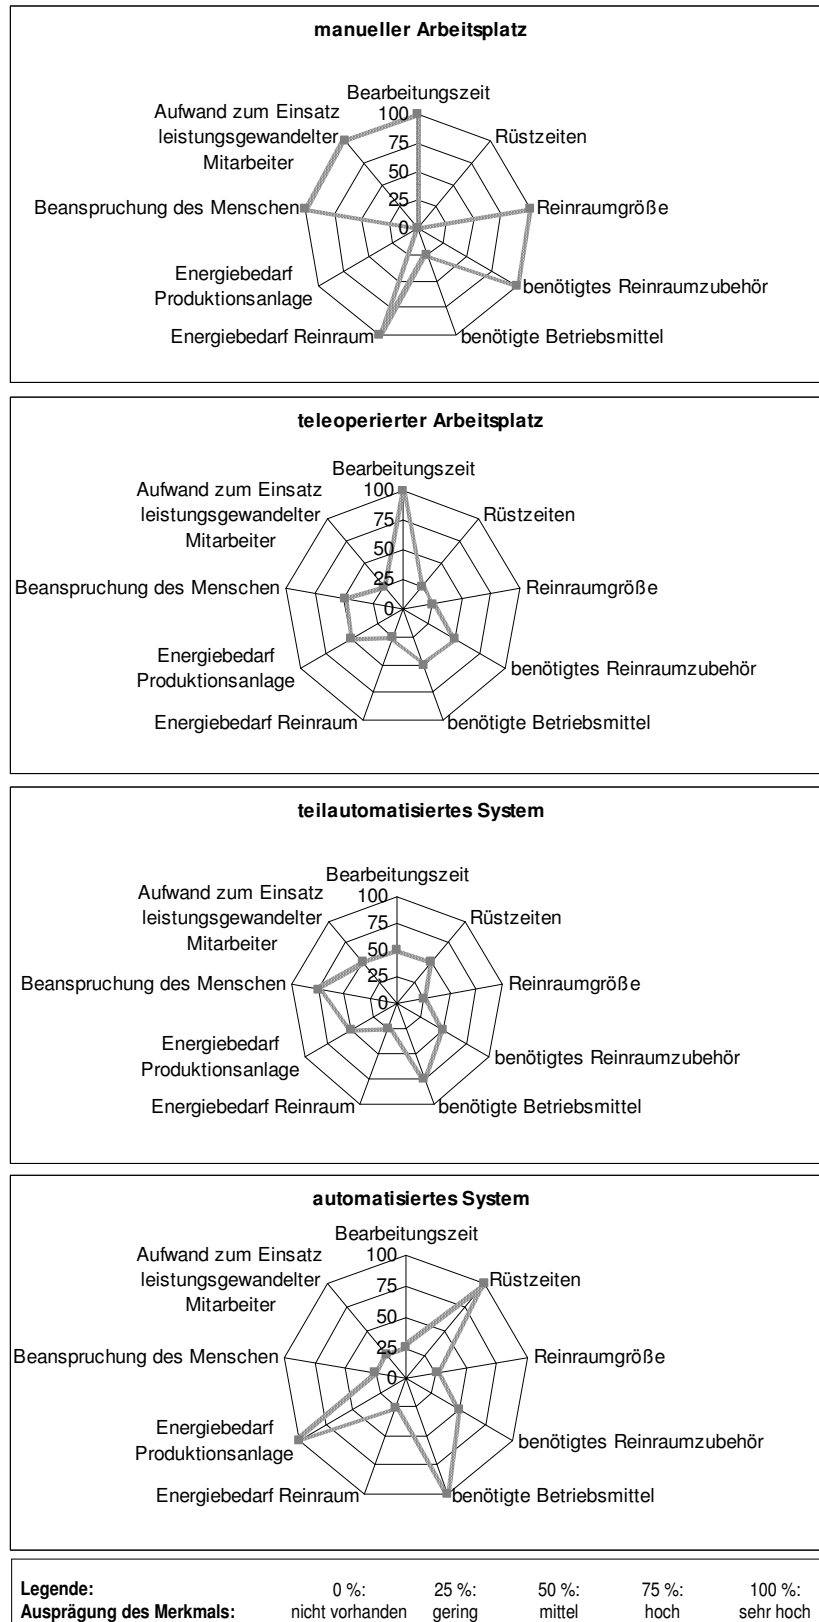 manueller Arbeitsplatz
Bearbeitungszeit
Aufwand zum Einsatz
leistungsgewandelter
Mitarbeiter
100
75
50
25
0
Rüstzeiten
Beanspruchung des Menschen
Reinraumgröße
Energiebedarf
Produktionsanlage
benötigtes Reinraumzubehör
Energiebedarf Reinraum
benötigte Betriebsmittel
teleoperierter Arbeitsplatz
Bearbeitungszeit
Aufwand zum Einsatz
leistungsgewandelter
Mitarbeiter
100
75
50
25
0
Rüstzeiten
Beanspruchung des Menschen
Reinraumgröße
Energiebedarf
Produktionsanlage
benötigtes Reinraumzubehör
Energiebedarf Reinraum
benötigte Betriebsmittel
teilautomatisiertes System
Bearbeitungszeit
Aufwand zum Einsatz
leistungsgewandelter
Mitarbeiter
100
75
50
25
0
Rüstzeiten
Beanspruchung des Menschen
Reinraumgröße
Energiebedarf
Produktionsanlage
benötigtes Reinraumzubehör
Energiebedarf Reinraum
benötigte Betriebsmittel
automatisiertes System
Bearbeitungszeit
Aufwand zum Einsatz
leistungsgewandelter
Mitarbeiter
100
75
50
25
0
Rüstzeiten
Beanspruchung des Menschen
Reinraumgröße
Energiebedarf
Produktionsanlage
benötigtes Reinraumzubehör
Energiebedarf Reinraum
benötigte Betriebsmittel
Legende: 0 %: 25 %: 50 %: 75 %: 100 %:
Ausprägung des Merkmals: nicht vorhanden gering mittel hoch sehr hoch